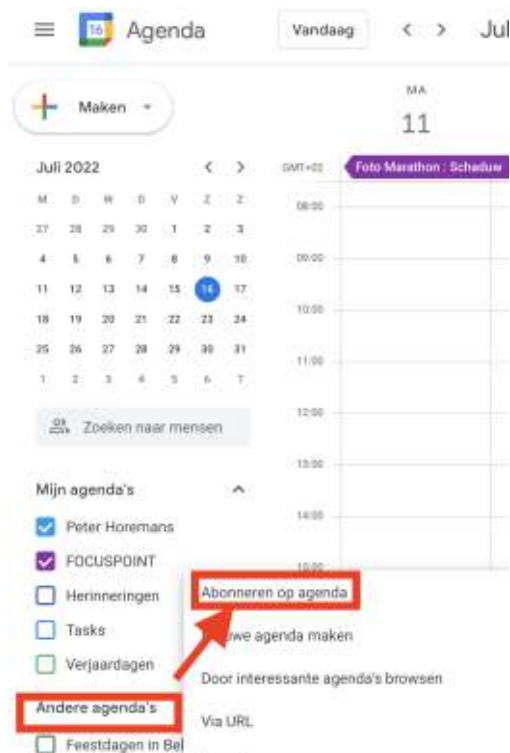 Agenda
Vandaag
Jul
Maken
MA
11
Juli 2022
GMT+02
Foto Marathon : Schaduw
M D W D V Z Z
27 28 29 30 1 2 3
4 5 6 7 8 9 10
11 12 13 14 15 16 17
18 19 20 21 22 23 24
25 26 27 28 29 30 31
1 2 3 4 5 6 7
08:00
09:00
10:00
11:00
12:00
13:00
14:00
15:00
Zoeken naar mensen
Mijn agenda's
Peter Horemans
FOCUSPOINT
Herinneringen
Tasks
Verjaardagen
Andere agenda's
Feestdagen in Bel
Abonneren op agenda
uwe agenda maken
Door interessante agenda's browsen
Via URL